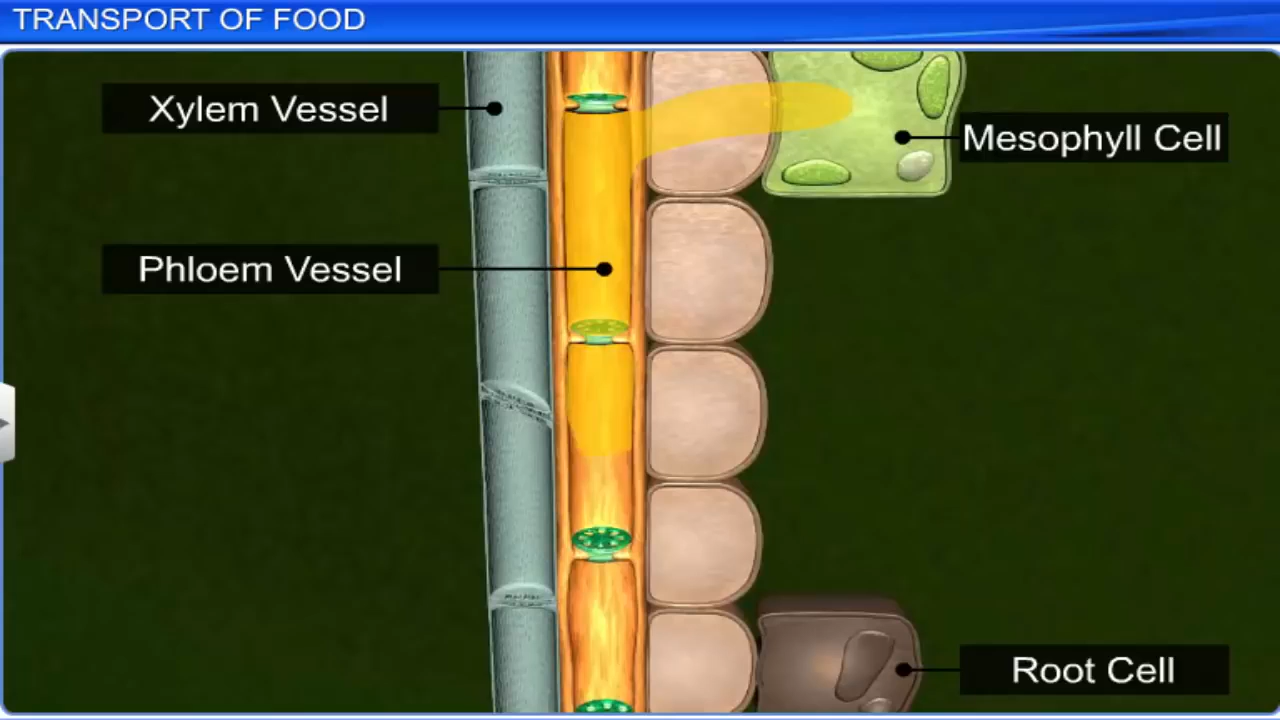 TRANSPORT OF FOOD
Xylem Vessel
Mesophyll Cell
Phloem Vessel
Root Cell